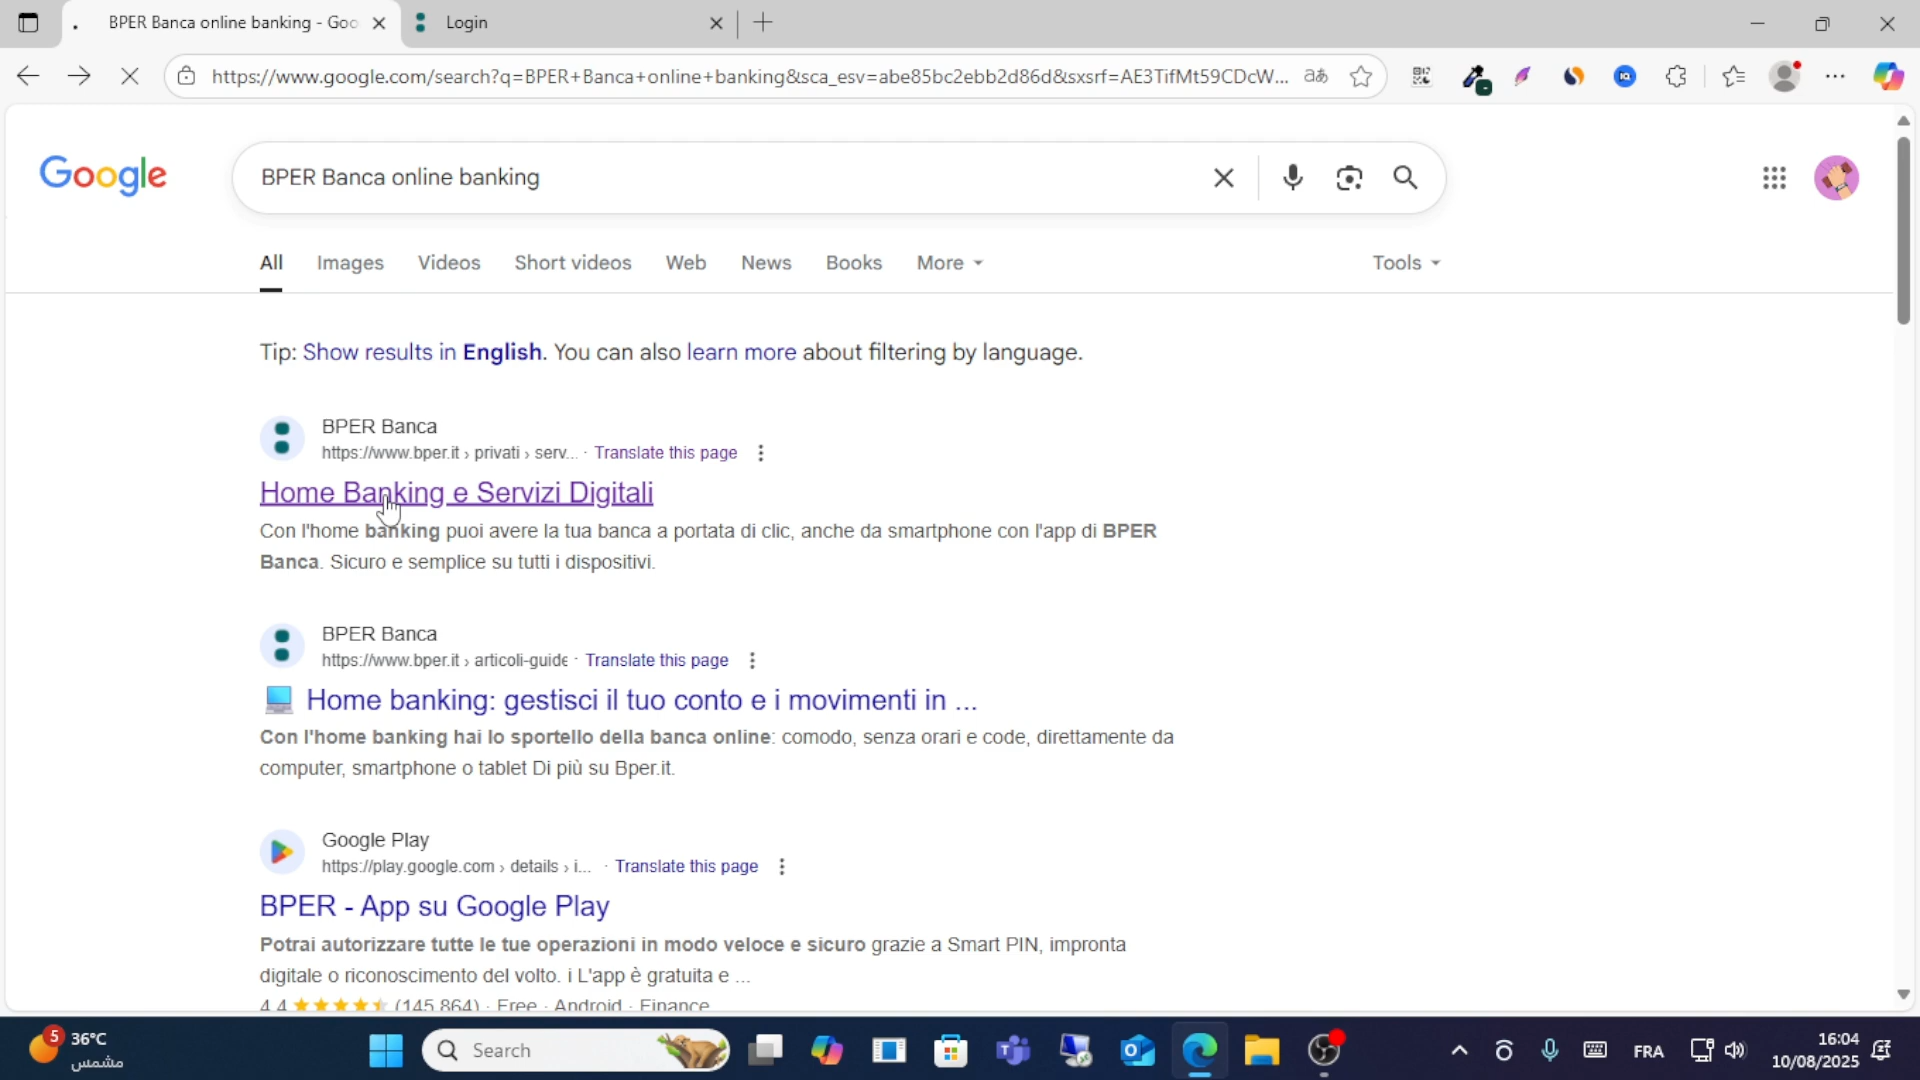 BPER Banca online banking - Goo
Login
https://www.google.com/search?q=BPER+Banca+online+banking&sca_esv=abe85bc2ebb2d86d&sxsrf=AE3TifMt59CDcW...
Google
BPER Banca online banking
All Images Videos Short videos Web News Books More Tools
Tip: Show results in English. You can also learn more about filtering by language.
BPER Banca
https://www.bper.it › privati › serv... · Translate this page
Home Banking e Servizi Digitali
Con l'home banking puoi avere la tua banca a portata di clic, anche da smartphone con l'app di BPER
Banca. Sicuro e semplice su tutti i dispositivi.
BPER Banca
https://www.bper.it › articoli-guide · Translate this page
Home banking: gestisci il tuo conto e i movimenti in ...
Con l'home banking hai lo sportello della banca online: comodo, senza orari e code, direttamente da
computer, smartphone o tablet Di più su Bper.it.
Google Play
https://play.google.com › details › i... · Translate this page
BPER - App su Google Play
Potrai autorizzare tutte le tue operazioni in modo veloce e sicuro grazie a Smart PIN, impronta
digitale o riconoscimento del volto. i L'app è gratuita e ...
4.4 (145,864) · Free · Android · Finance
5 36°C
مشمس
Search
FRA
16:04
10/08/2025